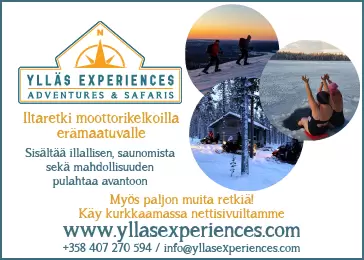 N
YLLÄS EXPERIENCES
ADVENTURES & SAFARIS
Iltaretki moottorikelkoilla
erämaatuvalle
Sisältää illallisen, saunomista
sekä mahdollisuuden
pulahtaa avantoon
Myös paljon muita retkiä!
Käy kurkkaamassa nettisivuiltamme
www.yllasexperiences.com
+358 407 270 594 / info@yllasexperiences.com